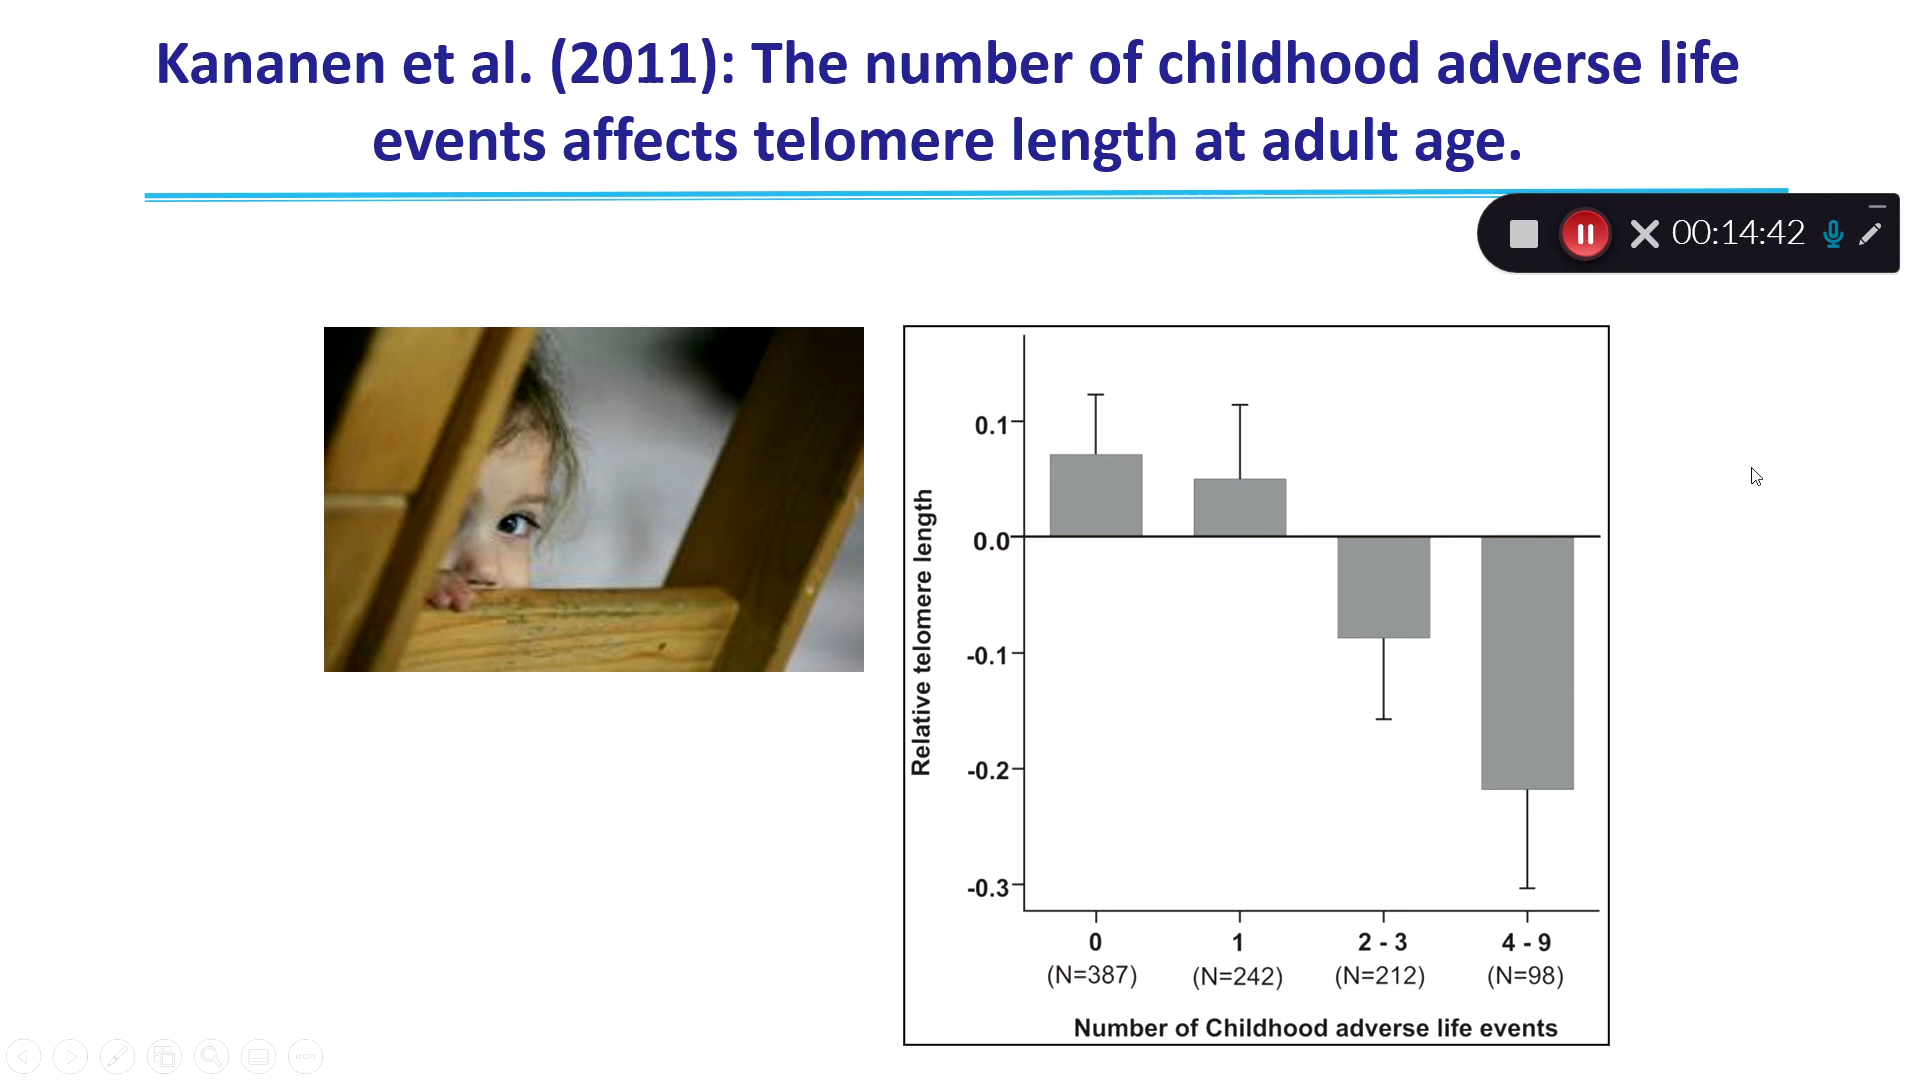 Kananen et al. (2011): The number of childhood adverse life
events affects telomere length at adult age.
00:14:42
Relative telomere length
0.1
0.0
-0.1
-0.2
-0.3
0
1
2 - 3
4 - 9
(N=387)
(N=242)
(N=212)
(N=98)
Number of Childhood adverse life events